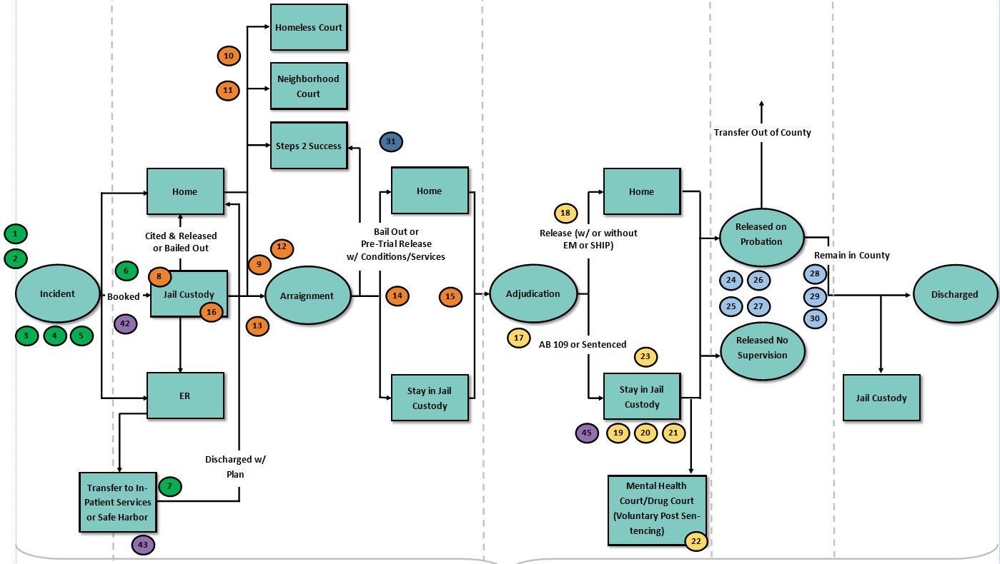 Homeless Court
10
Neighborhood
Court
11
Steps 2 Success
31
Transfer Out of County
Home
Home
Home
1
2
Cited & Released
or Bailed Out
Bail Out or
Pre-Trial Release
w/ Conditions/Services
18
Release (w/ or without
EM or SHIP)
Released on
Probation
Remain in County
12
9
6
8
Incident
Booked
Jail Custody
16
Arraignment
14
15
Adjudication
24
26
25
27
28
29
30
Discharged
3
4
5
42
13
17
AB 109 or Sentenced
23
Released No
Supervision
ER
Stay in Jail
Custody
Stay in Jail
Custody
Jail Custody
45
19
20
21
Discharged w/
Plan
Transfer to In-
Patient Services
or Safe Harbor
7
43
Mental Health
Court/Drug Court
(Voluntary Post Sen-
tencing)
22